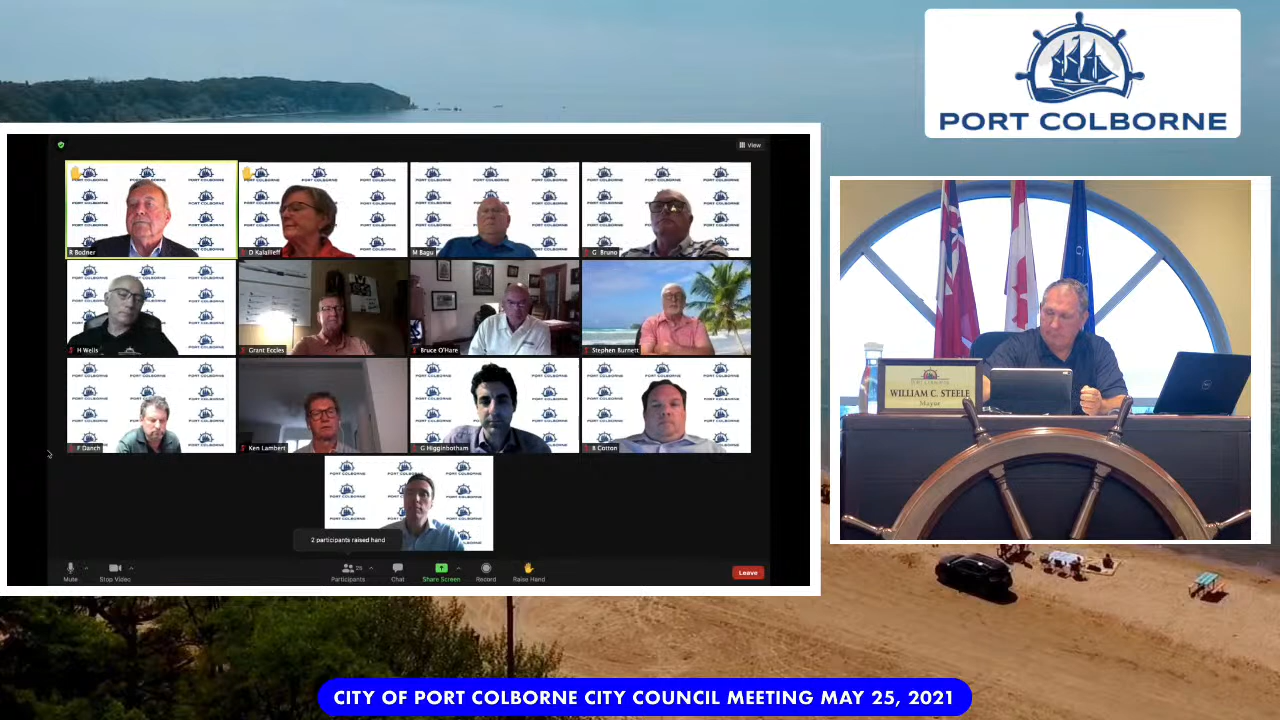 PORT COLBORNE
View
R Bodner
D Kalailieff
M Bagu
G Bruno
H Wells
Grant Eccles
Bruce O'Hare
Stephen Burnett
F Danch
Ken Lambert
G Higginbotham
B Cotton
2 participants raised hand
Mute
Stop Video
Participants
25
Chat
Share Screen
Record
Raise Hand
Leave
WILLIAM C. STEELE
Mayor
CITY OF PORT COLBORNE CITY COUNCIL MEETING MAY 25, 2021